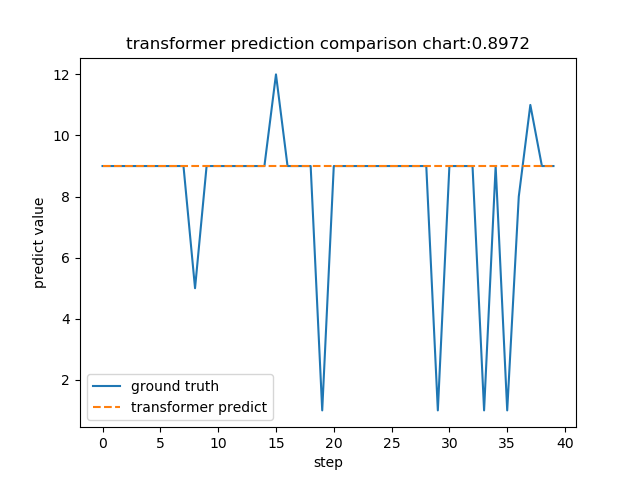 transformer prediction comparison chart:0.8972
12
10
8
6
4
2
predict value
ground truth
transformer predict
0 5 10 15 20 25 30 35 40
step